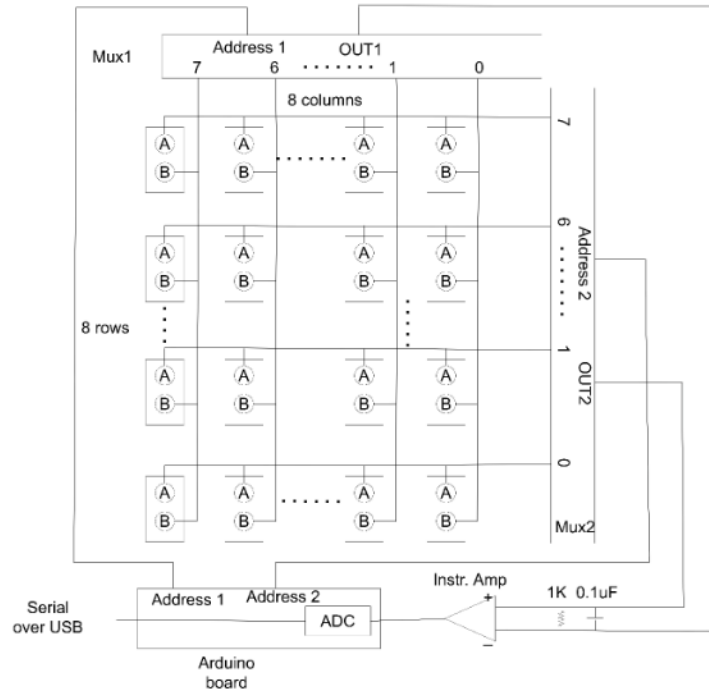 Address 1 OUT1
Mux1
7 6 1 0
8 columns
7
A A A A
B B B B
6
A A A A
B B B B
Address 2
8 rows
1
A A A A
B B B B
OUT2
0
A A A A
B B B B
Mux2
Instr. Amp
Address 1 Address 2
+
1K 0.1uF
Serial
over USB
ADC
−
Arduino
board